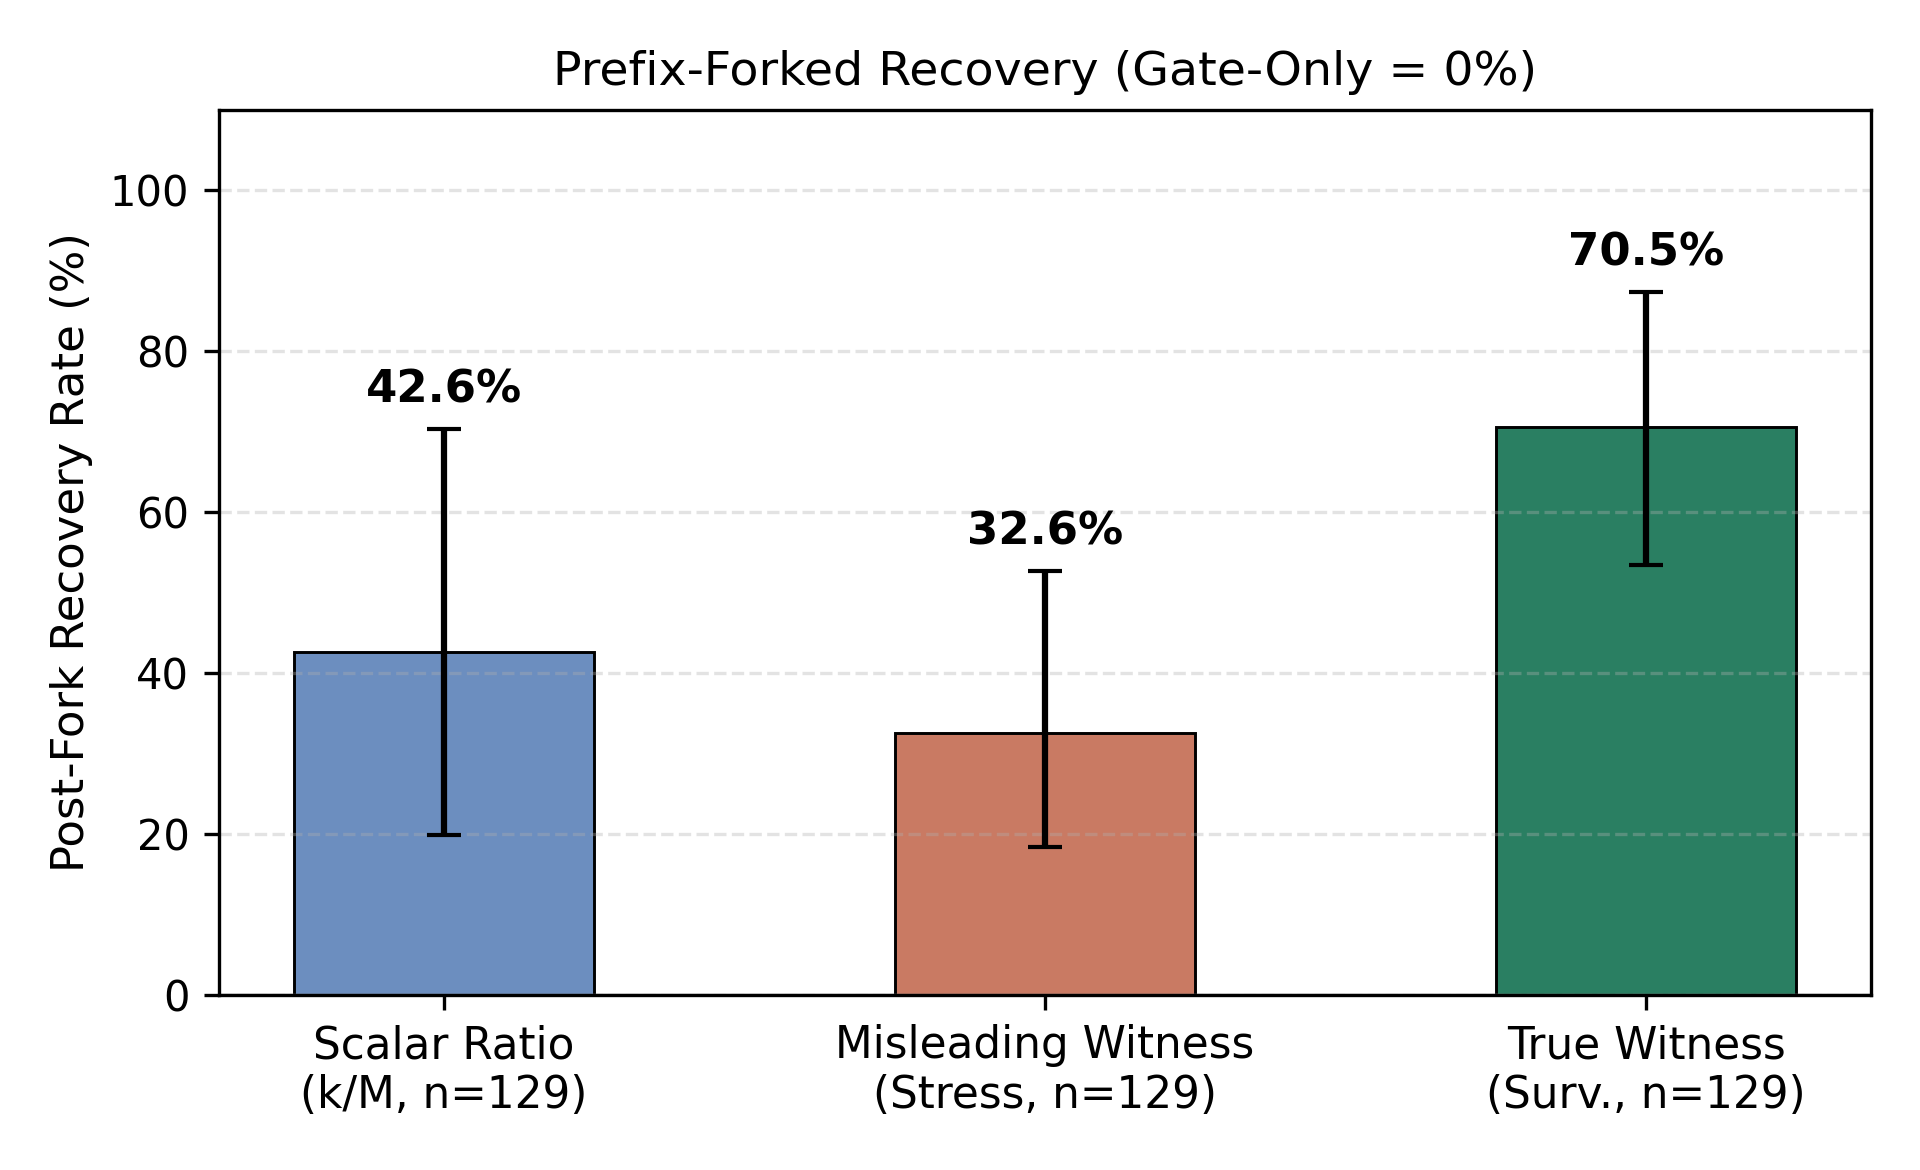 Prefix-Forked Recovery (Gate-Only = 0%)
Post-Fork Recovery Rate (%)
100
80
60
40
20
0
42.6%
32.6%
70.5%
Scalar Ratio
(k/M, n=129)
Misleading Witness
(Stress, n=129)
True Witness
(Surv., n=129)